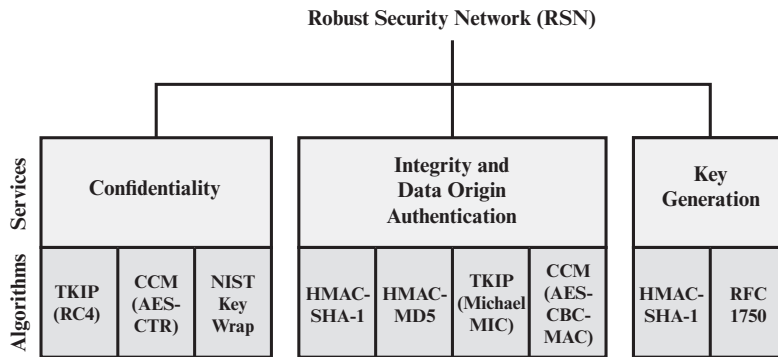 Robust Security Network (RSN)
Services
Confidentiality
Integrity and
Data Origin
Authentication
Key
Generation
Algorithms
TKIP
(RC4)
CCM
(AES-
CTR)
NIST
Key
Wrap
HMAC-
SHA-1
HMAC-
MD5
TKIP
(Michael
MIC)
CCM
(AES-
CBC-
MAC)
HMAC-
SHA-1
RFC
1750